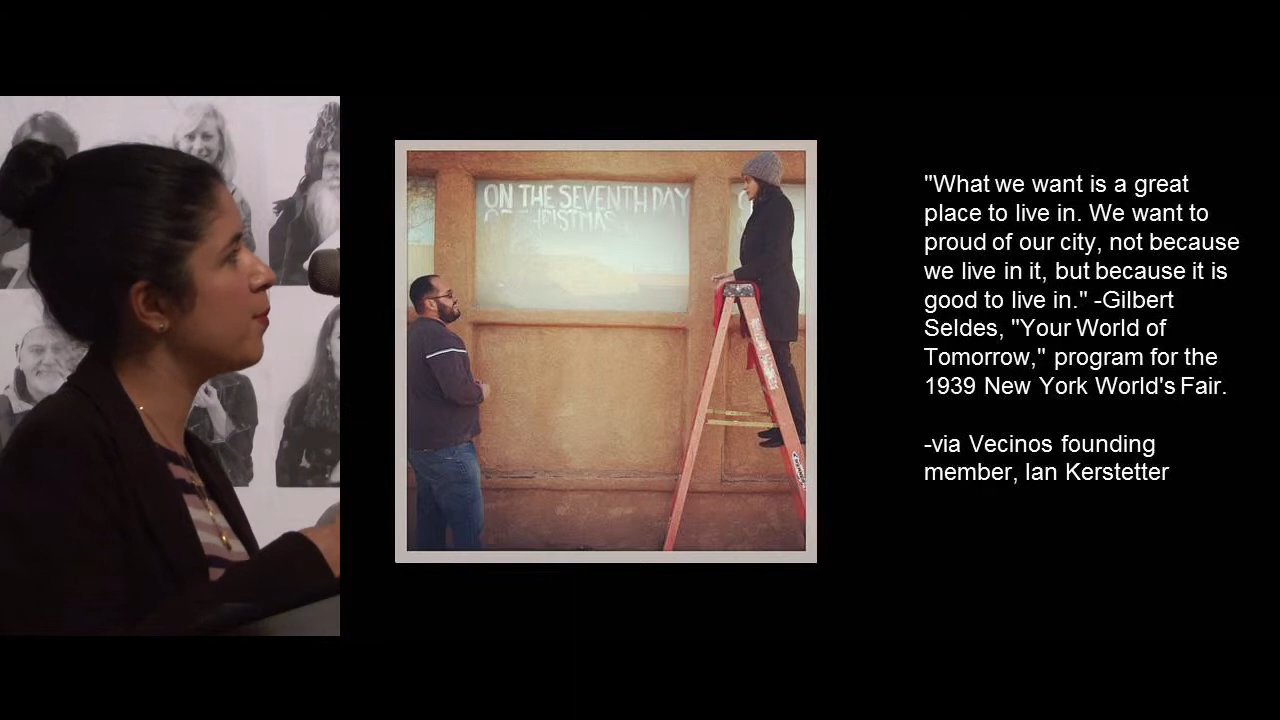 ON THE SEVENTH DAY
OF CHRISTMAS
"What we want is a great
place to live in. We want to
proud of our city, not because
we live in it, but because it is
good to live in." -Gilbert
Seldes, "Your World of
Tomorrow," program for the
1939 New York World's Fair.
-via Vecinos founding
member, Ian Kerstetter